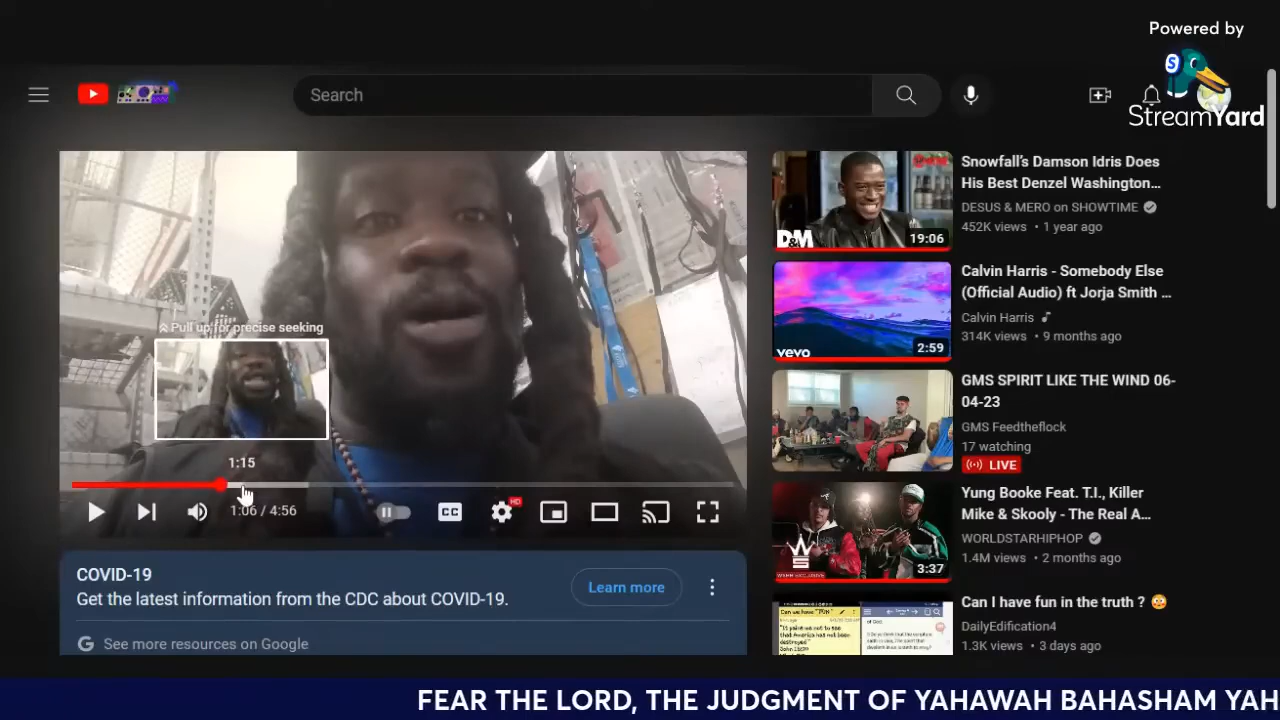 Powered by
S
StreamYard
Search
Snowfall's Damson Idris Does
His Best Denzel Washington...
DESUS & MERO on SHOWTIME
452K views • 1 year ago
D&M
19:06
Calvin Harris - Somebody Else
(Official Audio) ft Jorja Smith ...
Calvin Harris
314K views • 9 months ago
vevo
2:59
GMS SPIRIT LIKE THE WIND 06-
04-23
GMS Feedtheflock
17 watching
LIVE
Yung Booke Feat. T.I., Killer
Mike & Skooly - The Real A...
WORLDSTARHIPHOP
1.4M views • 2 months ago
3:37
Can I have fun in the truth ? 😳
DailyEdification4
1.3K views • 3 days ago
Pull up for precise seeking
1:15
1:06 / 4:56
CC
HD
COVID-19
Get the latest information from the CDC about COVID-19.
Learn more
on Google
FEAR THE LORD, THE JUDGMENT OF YAHAWAH BAHASHAM YAH